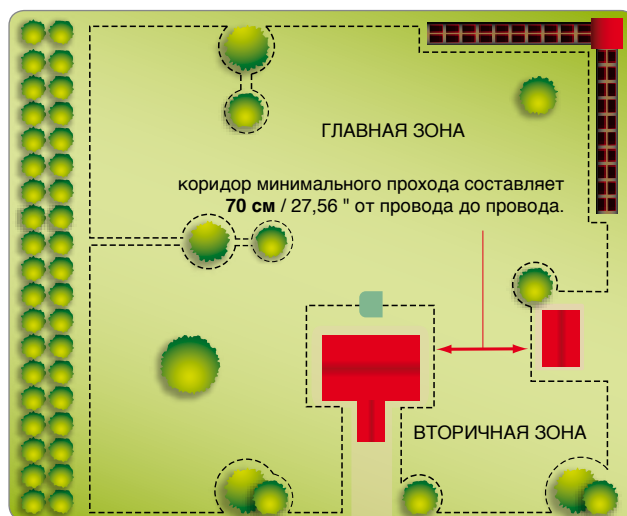 ГЛАВНАЯ ЗОНА
коридор минимального прохода составляет
70 см / 27,56 " от провода до провода.
ВТОРИЧНАЯ ЗОНА